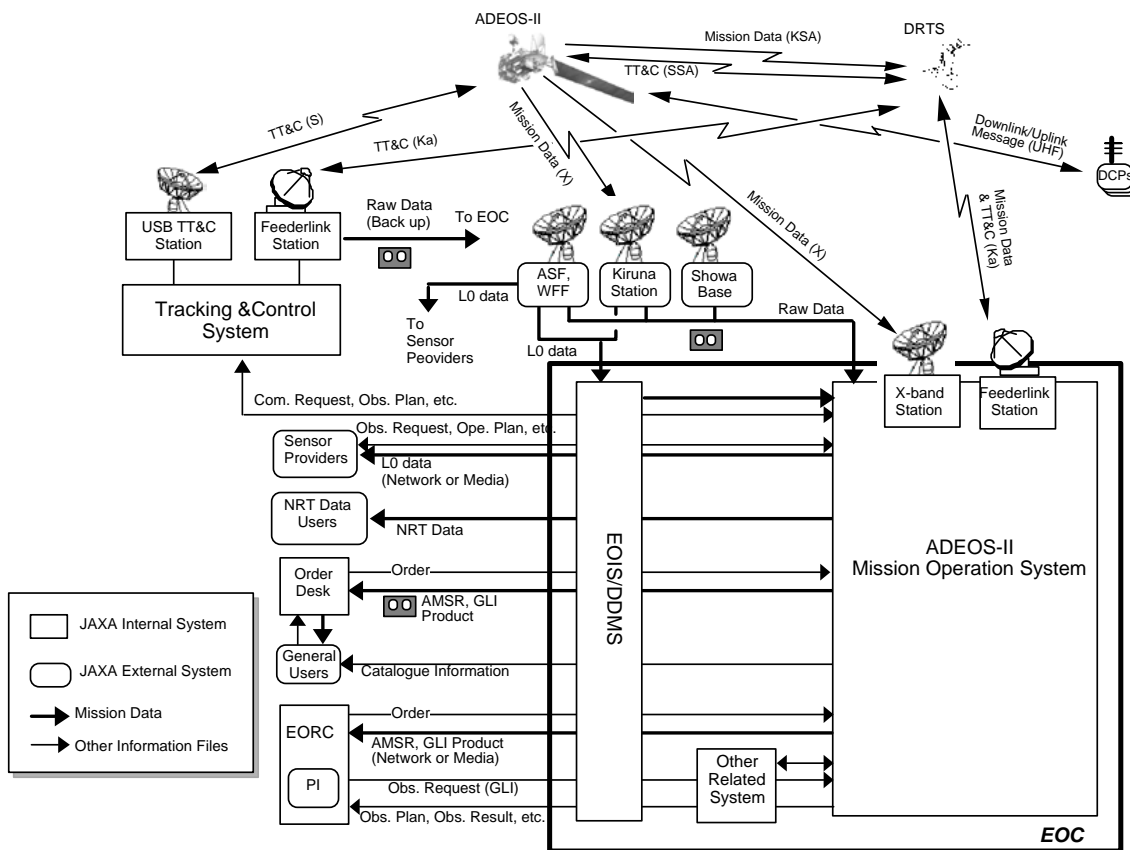 ADEOS-II
DRTS
Mission Data (KSA)
TT&C (SSA)
TT&C (S)
TT&C (Ka)
Mission Data (X)
Mission Data (X)
Downlink/Uplink
Message (UHF)
DCPs
Mission Data
& TT&C (Ka)
USB TT&C
Station
Feederlink
Station
Raw Data
(Back up)
To EOC
ASF,
WFF
Kiruna
Station
Showa
Base
Tracking &Control
System
L0 data
To
Sensor
Peoviders
L0 data
Raw Data
X-band
Station
Feederlink
Station
Com. Request, Obs. Plan, etc.
Obs. Request, Ope. Plan, etc.
Sensor
Providers
L0 data
(Network or Media)
NRT Data
Users
NRT Data
EOIS/DDMS
ADEOS-II
Mission Operation System
Order
Desk
Order
AMSR, GLI
Product
General
Users
Catalogue Information
EORC
PI
Order
AMSR, GLI Product
(Network or Media)
Obs. Request (GLI)
Obs. Plan, Obs. Result, etc.
Other
Related
System
EOC
JAXA Internal System
JAXA External System
Mission Data
Other Information Files